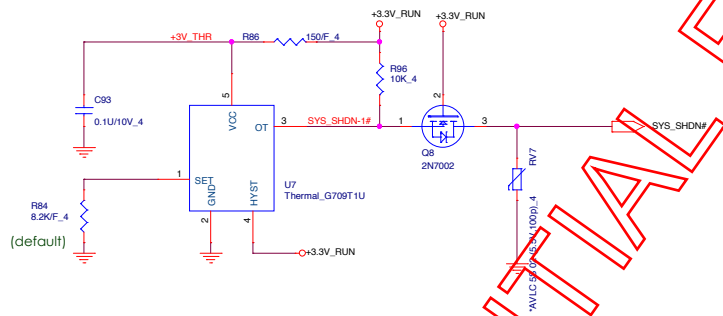 +3.3V_RUN
+3.3V_RUN
+3V_THR
R86
150/F_4
R96
10K_4
C93
0.1U/10V_4
5
VCC
OT
3
SYS_SHDN-1#
1
2
3
SYS_SHDN#
Q8
2N7002
RV7
1
SET
GND
HYST
U7
Thermal_G709T1U
R84
8.2K/F_4
(default)
2
4
+3.3V_RUN
TIAL